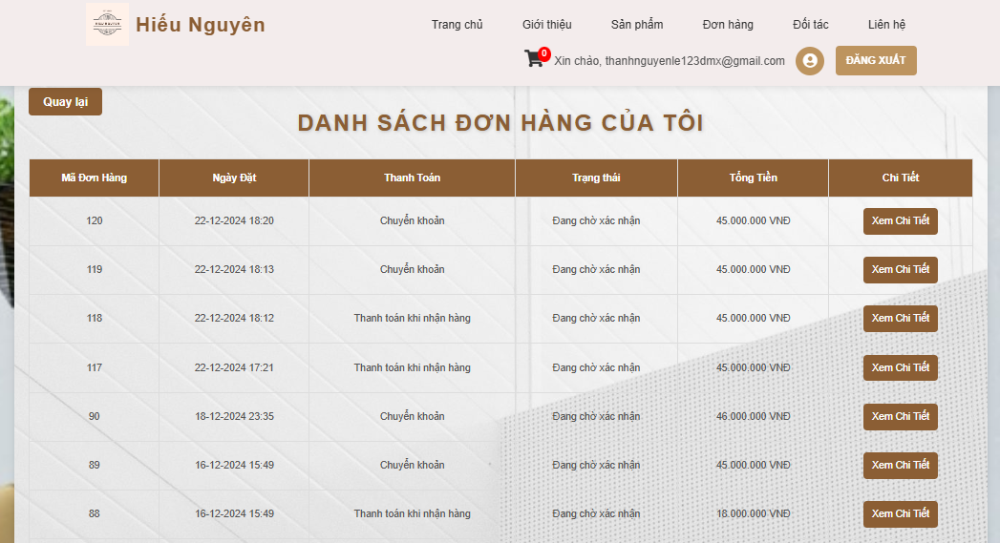 HIẾU NGUYÊN
Hiếu Nguyên
Trang chủ Giới thiệu Sản phẩm Đơn hàng Đối tác Liên hệ
0 Xin chào, thanhnguyenle123dmx@gmail.com ĐĂNG XUẤT
Quay lại
DANH SÁCH ĐƠN HÀNG CỦA TÔI
Mã Đơn Hàng Ngày Đặt Thanh Toán Trạng thái Tổng Tiền Chi Tiết
120 22-12-2024 18:20 Chuyển khoản Đang chờ xác nhận 45.000.000 VNĐ Xem Chi Tiết
119 22-12-2024 18:13 Chuyển khoản Đang chờ xác nhận 45.000.000 VNĐ Xem Chi Tiết
118 22-12-2024 18:12 Thanh toán khi nhận hàng Đang chờ xác nhận 45.000.000 VNĐ Xem Chi Tiết
117 22-12-2024 17:21 Thanh toán khi nhận hàng Đang chờ xác nhận 45.000.000 VNĐ Xem Chi Tiết
90 18-12-2024 23:35 Chuyển khoản Đang chờ xác nhận 46.000.000 VNĐ Xem Chi Tiết
89 16-12-2024 15:49 Chuyển khoản Đang chờ xác nhận 45.000.000 VNĐ Xem Chi Tiết
88 16-12-2024 15:49 Thanh toán khi nhận hàng Đang chờ xác nhận 18.000.000 VNĐ Xem Chi Tiết